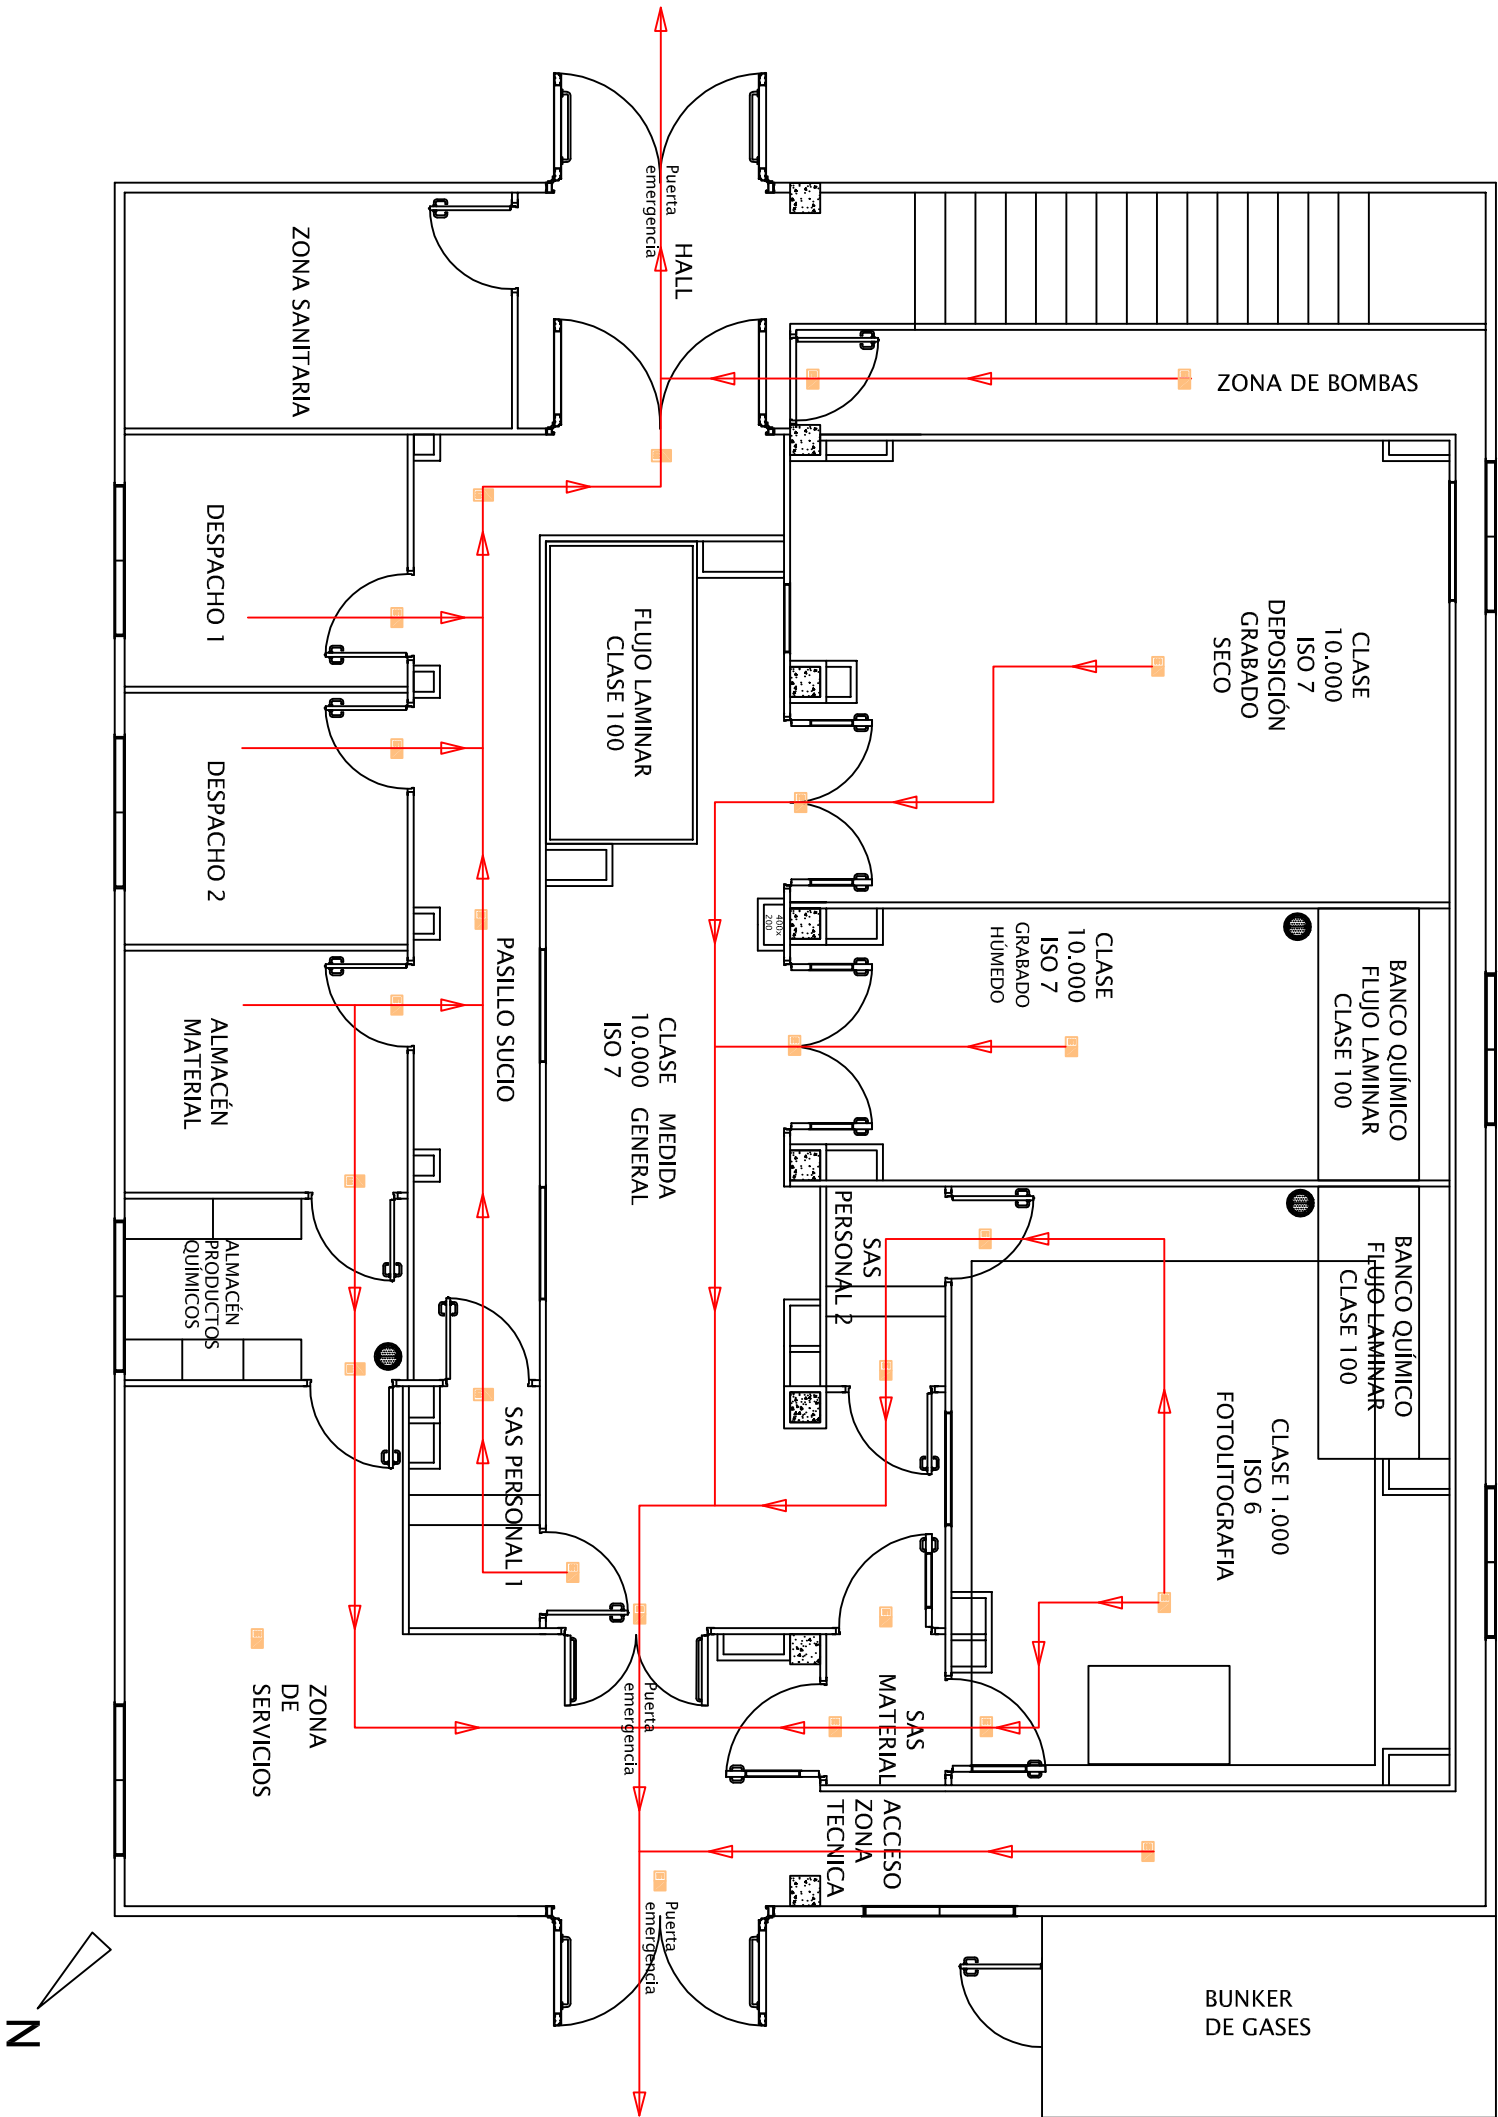 Puerta
emergencia
HALL
ZONA SANITARIA
ZONA DE BOMBAS
DESPACHO 1
FLUJO LAMINAR
CLASE 100
CLASE
10.000
ISO 7
DEPOSICIÓN
GRABADO
SECO
DESPACHO 2
PASILLO SUCIO
400x
200
CLASE
10.000
ISO 7
GRABADO
HÚMEDO
BANCO QUÍMICO
FLUJO LAMINAR
CLASE 100
ALMACÉN
MATERIAL
CLASE MEDIDA
10.000 GENERAL
ISO 7
SAS
PERSONAL 2
BANCO QUÍMICO
FLUJO LAMINAR
CLASE 100
ALMACÉN
PRODUCTOS
QUÍMICOS
SAS PERSONAL 1
CLASE 1.000
ISO 6
FOTOLITOGRAFIA
ZONA
DE
SERVICIOS
Puerta
emergencia
SAS
MATERIAL
ACCESO
ZONA
TECNICA
Puerta
emergencia
BUNKER
DE GASES
N